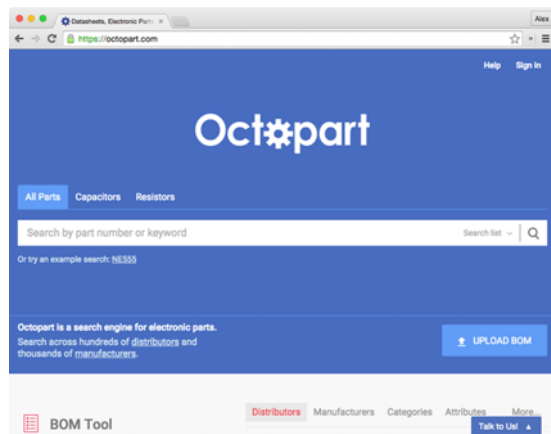 Datasheets, Electronic Part
Alex
https://octopart.com
Help Sign in
Octopart
All Parts Capacitors Resistors
Search by part number or keyword
Search list
Or try an example search: NE555
Octopart is a search engine for electronic parts.
Search across hundreds of distributors and
thousands of manufacturers.
UPLOAD BOM
BOM Tool
Distributors Manufacturers Categories Attributes More...
Talk to Us!